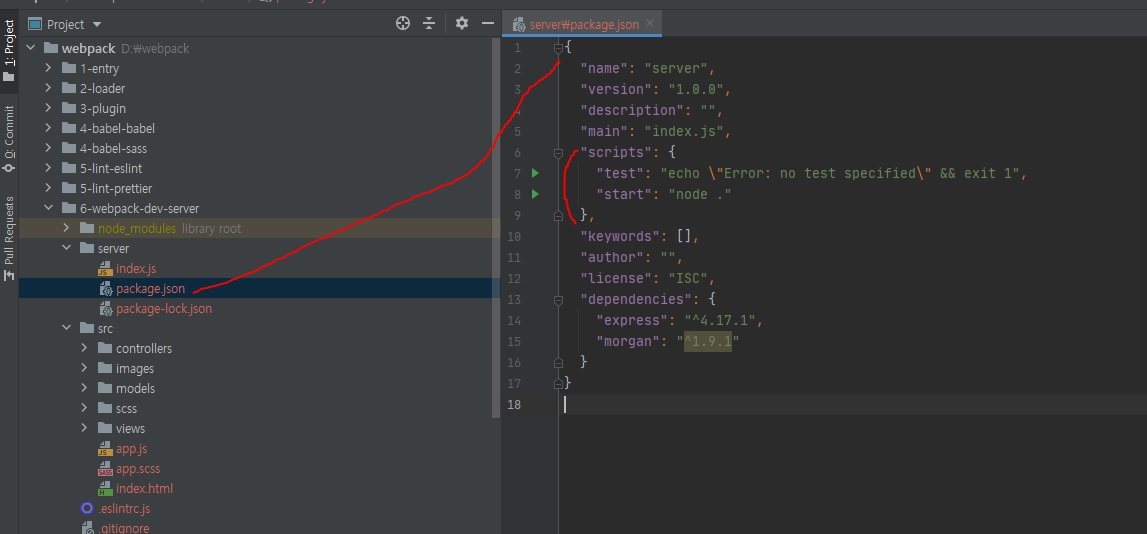 Project
webpack D:₩webpack
1-entry
2-loader
3-plugin
4-babel-babel
4-babel-sass
5-lint-eslint
5-lint-prettier
6-webpack-dev-server
node_modules library root
server
index.js
package.json
package-lock.json
src
controllers
images
models
scss
views
app.js
app.scss
index.html
.eslintrc.js
.gitignore
1: Project
0: Commit
Pull Requests
server₩package.json
1 {
2 "name": "server",
3 "version": "1.0.0",
4 "description": "",
5 "main": "index.js",
6 "scripts": {
7 "test": "echo \"Error: no test specified\" && exit 1",
8 "start": "node ."
9 },
10 "keywords": [],
11 "author": "",
12 "license": "ISC",
13 "dependencies": {
14 "express": "^4.17.1",
15 "morgan": "^1.9.1"
16 }
17 }
18